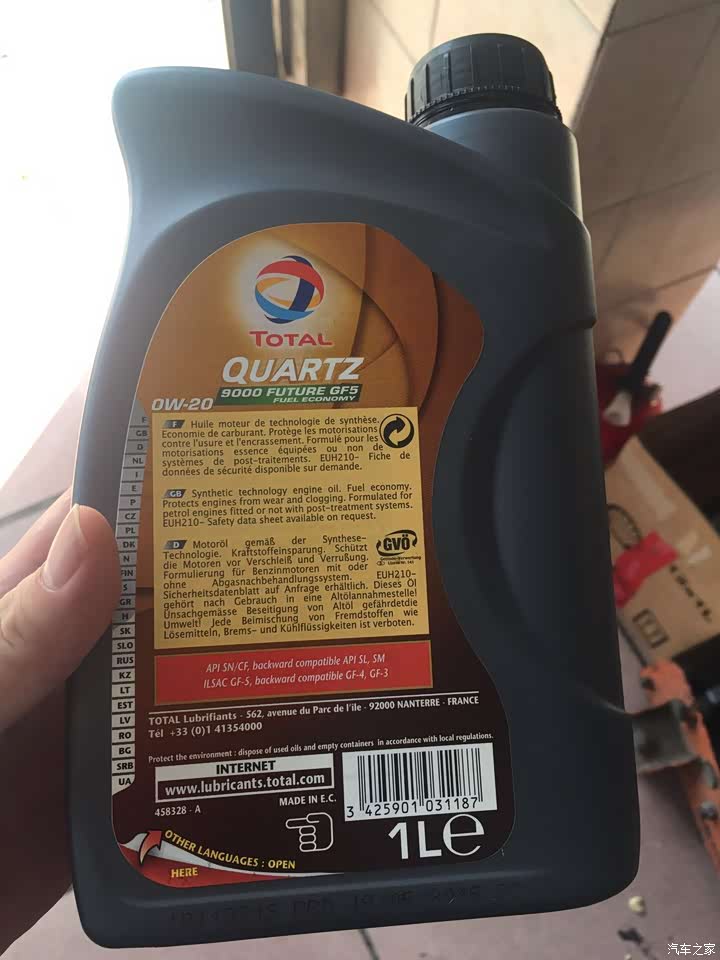 TOTAL
QUARTZ
9000 FUTURE GF5
FUEL ECONOMY
0W-20
F
GB
D
NL
I
E
P
CZ
PL
DK
N
FIN
S
GR
H
SK
SLO
RUS
KZ
LT
EST
LV
RO
BG
SRB
UA
F Huile moteur de technologie de synthèse.
Economie de carburant. Protège les motorisations
contre l'usure et l'encrassement. Formulé pour les
motorisations essence équipées ou non de
systèmes de post-traitements. EUH210- Fiche de
données de sécurité disponible sur demande.
GB Synthetic technology engine oil. Fuel economy.
Protects engines from wear and clogging. Formulated for
petrol engines fitted or not with post-treatment systems.
EUH210- Safety data sheet available on request.
D Motoröl gemäß der Synthese-
Technologie. Kraftstoffeinsparung. Schützt
die Motoren vor Verschleiß und Verrußung.
Formulierung für Benzinmotoren mit oder
ohne Abgasnachbehandlungssystem. EUH210-
Sicherheitsdatenblatt auf Anfrage erhältlich. Dieses Öl
gehört nach Gebrauch in eine Altölannahmestelle!
Unsachgemässe Beseitigung von Altöl gefährdetdie
Umwelt! Jede Beimischung von Fremdstoffen wie
Lösemitteln, Brems- und Kühlflüssigkeiten ist verboten.
GVÖ
API SN/CF, backward compatible API SL, SM
ILSAC GF-5, backward compatible GF-4, GF-3
TOTAL Lubrifiants - 562, avenue du Parc de l'ile - 92000 NANTERRE - FRANCE
Tél +33 (0)1 41354000
Protect the environment : dispose of used oils and empty containers in accordance with local regulations.
INTERNET
www.lubricants.total.com
MADE IN E.C.
458328 - A
3 425901 031187
1L e
OTHER LANGUAGES : OPEN
HERE
汽车之家